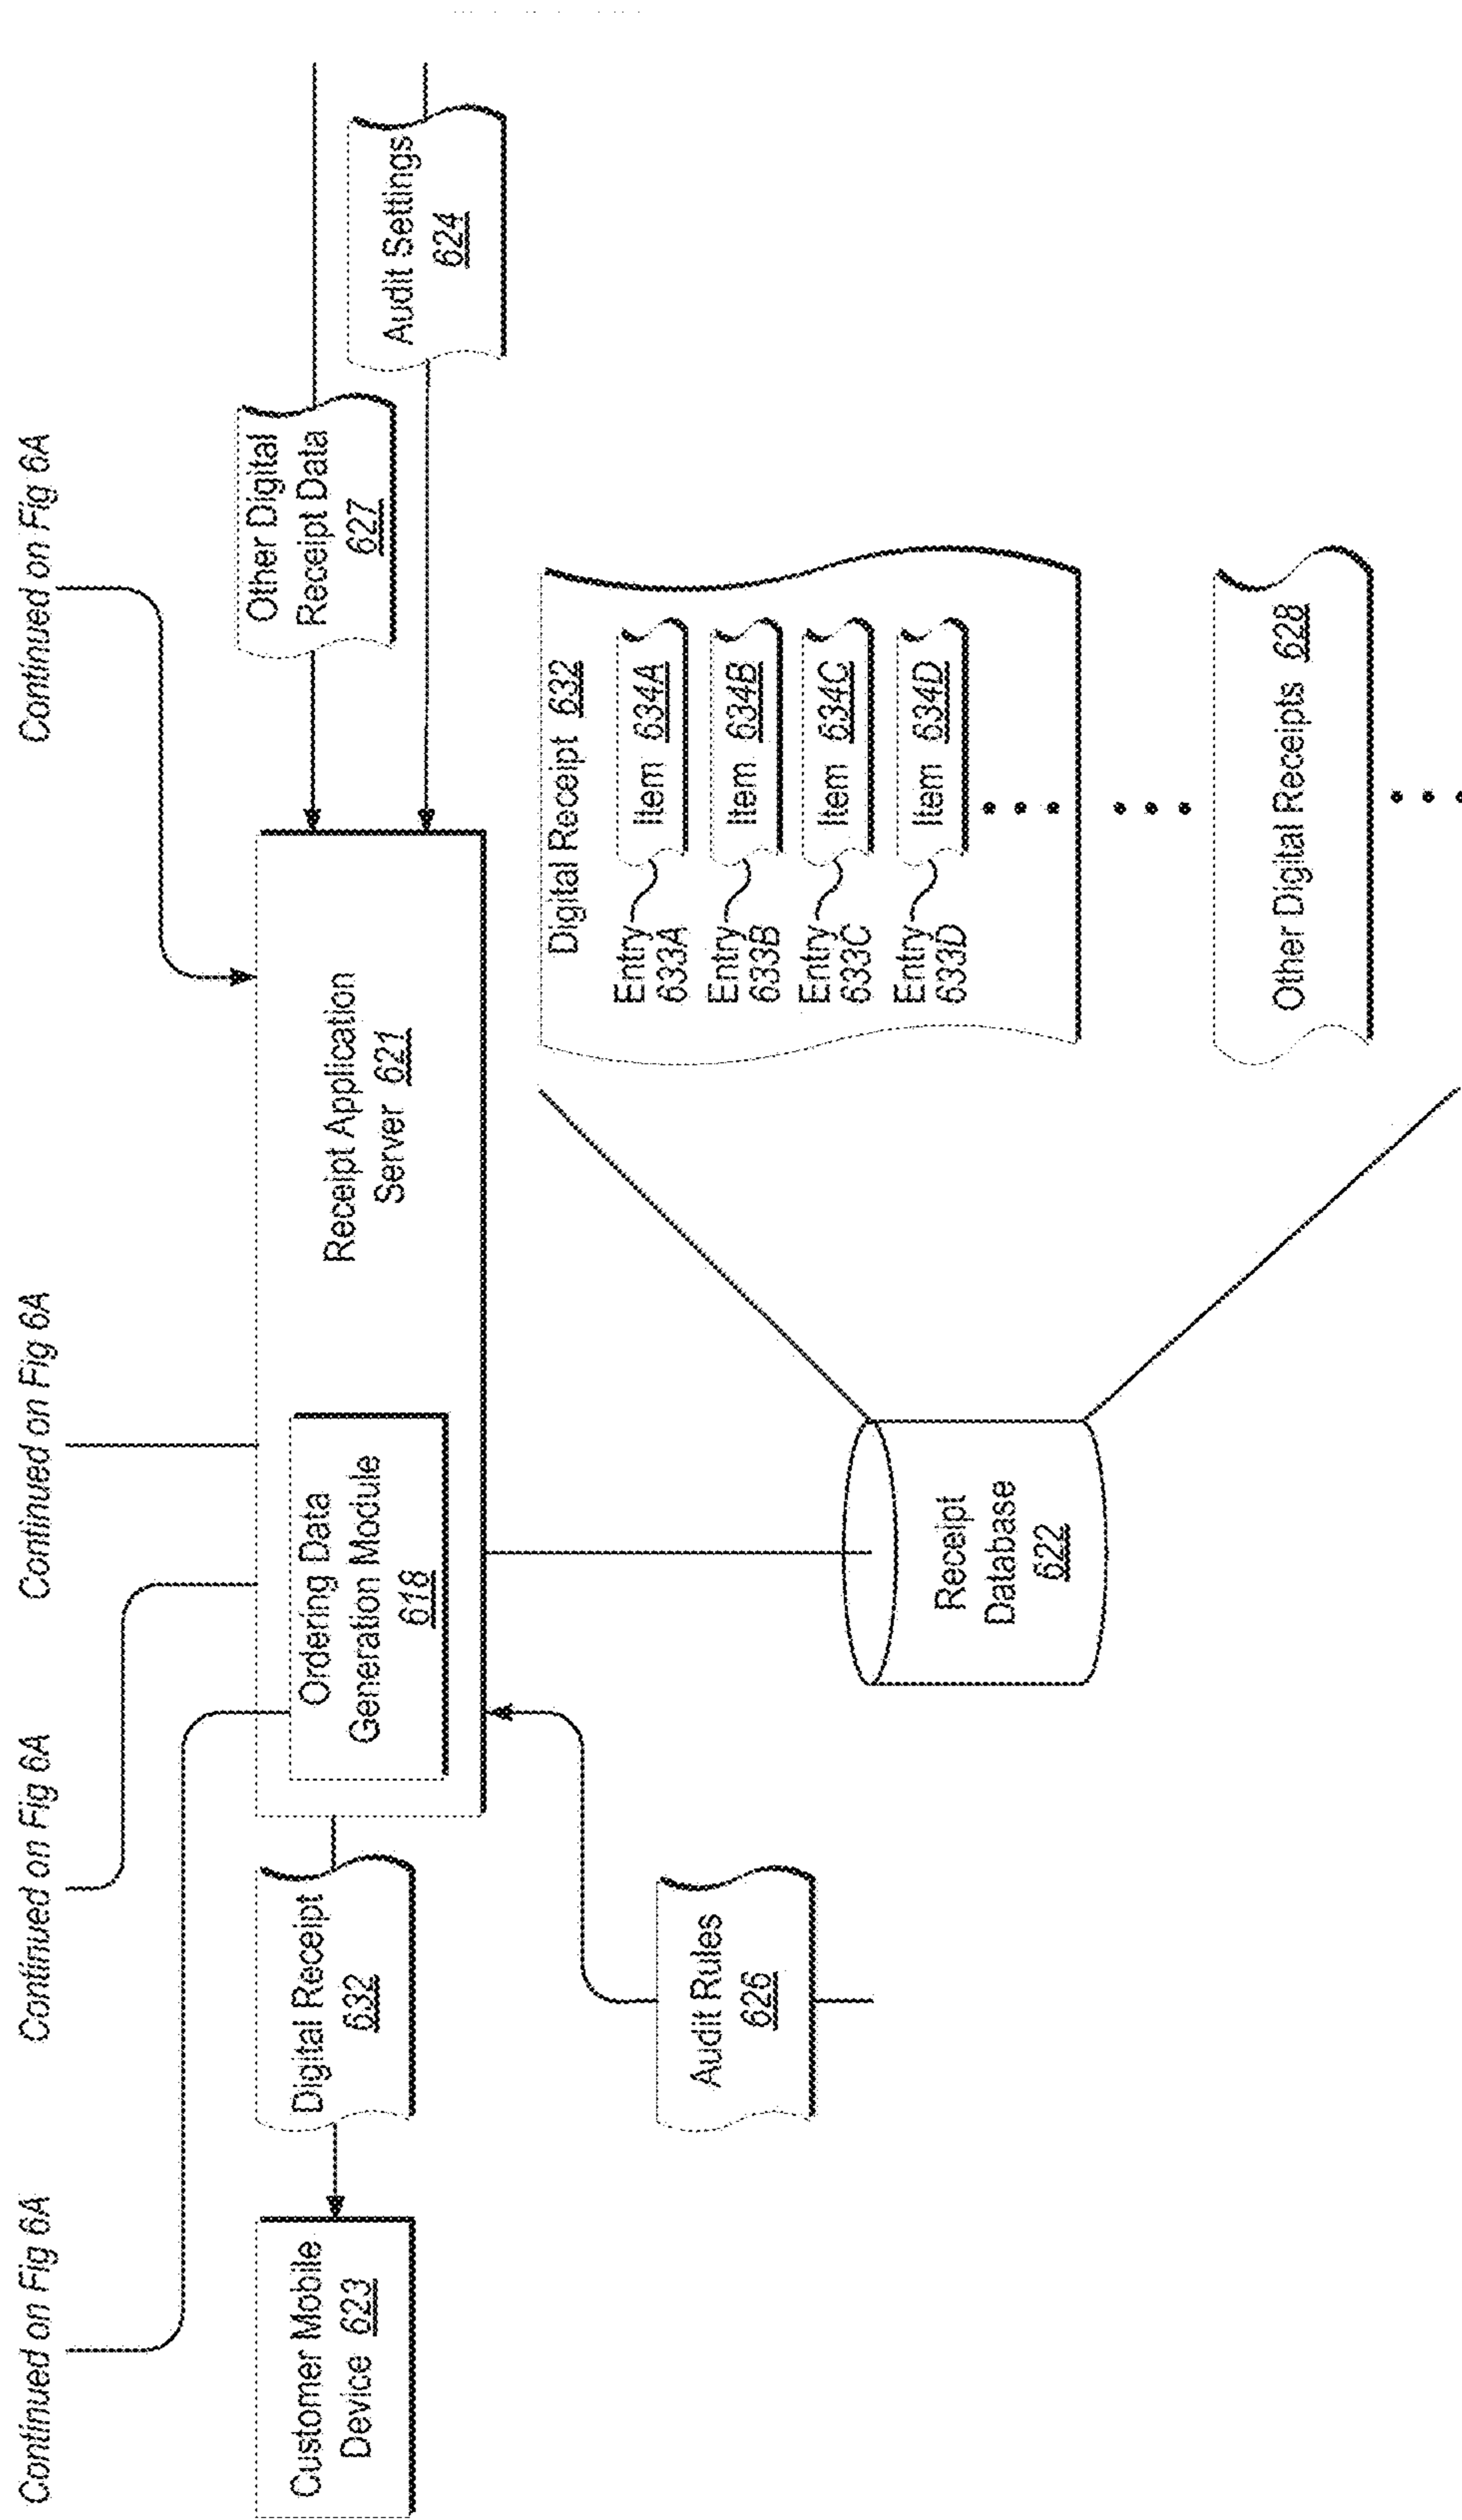 Continued on Fig 6A
Continued on Fig 6A
Continued on Fig 6A
Continued on Fig 6A
Customer Mobile
Device 623
Digital Receipt
632
Ordering Data
Generation Module
618
Receipt Application
Server 621
Other Digital
Receipt Data
627
Audit Settings
624
Audit Rules
626
Receipt
Database
622
Digital Receipt 632
Entry
633A
Item 634A
Entry
633B
Item 634B
Entry
633C
Item 634C
Entry
633D
Item 634D
Other Digital Receipts 628